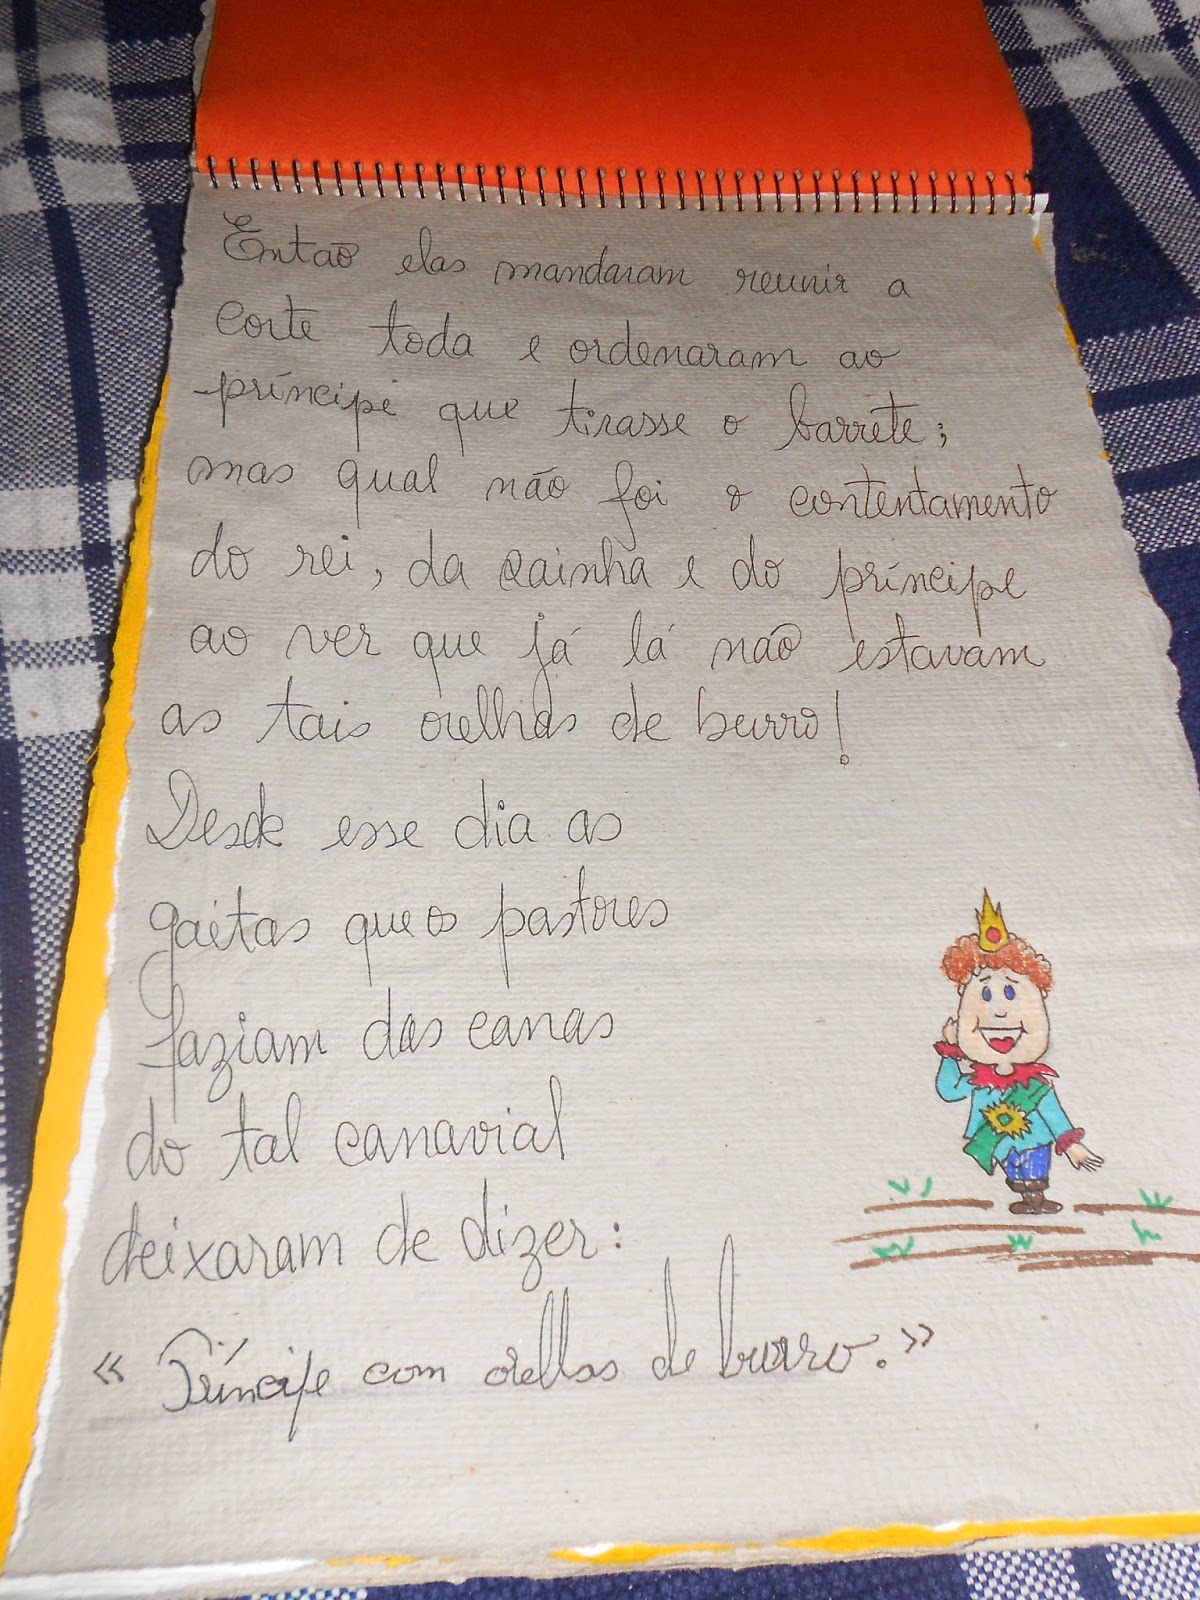 Então elas mandaram reunir a
corte toda e ordenaram ao
príncipe que tirasse o barrete;
mas qual não foi o contentamento
do rei, da rainha e do príncipe
ao ver que já lá não estavam
as tais orelhas de burro!
Desde esse dia as
gaitas que os pastores
faziam das canas
do tal canavial
deixaram de dizer:
« Príncipe com orelhas de burro. »